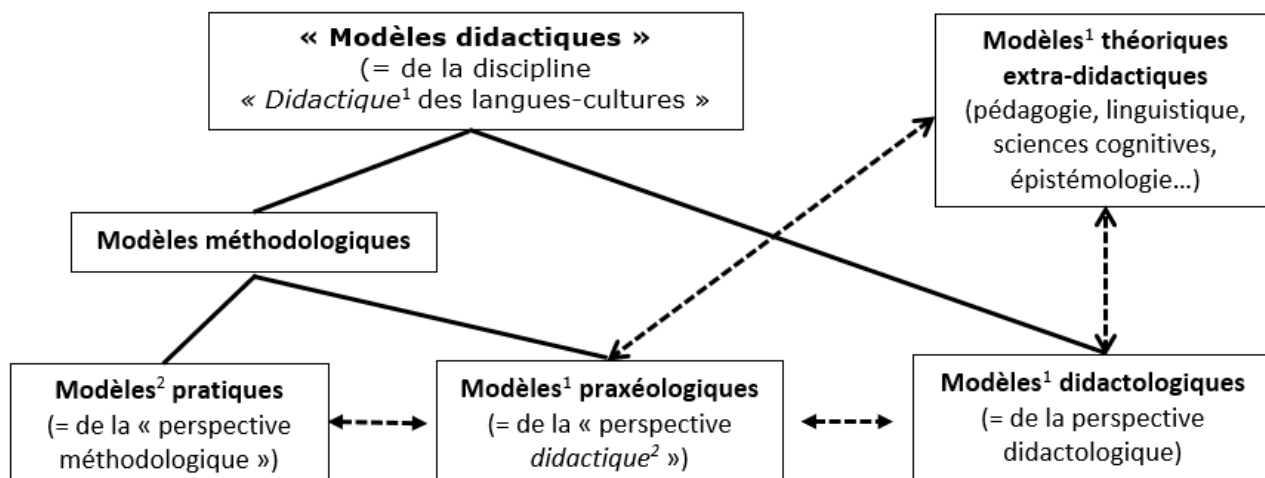 « Modèles didactiques »
(= de la discipline
« Didactique¹ des langues-cultures »
Modèles¹ théoriques
extra-didactiques
(pédagogie, linguistique,
sciences cognitives,
épistémologie…)
Modèles méthodologiques
Modèles² pratiques
(= de la « perspective
méthodologique »)
Modèles¹ praxéologiques
(= de la « perspective
didactique² »)
Modèles¹ didactologiques
(= de la perspective
didactologique)